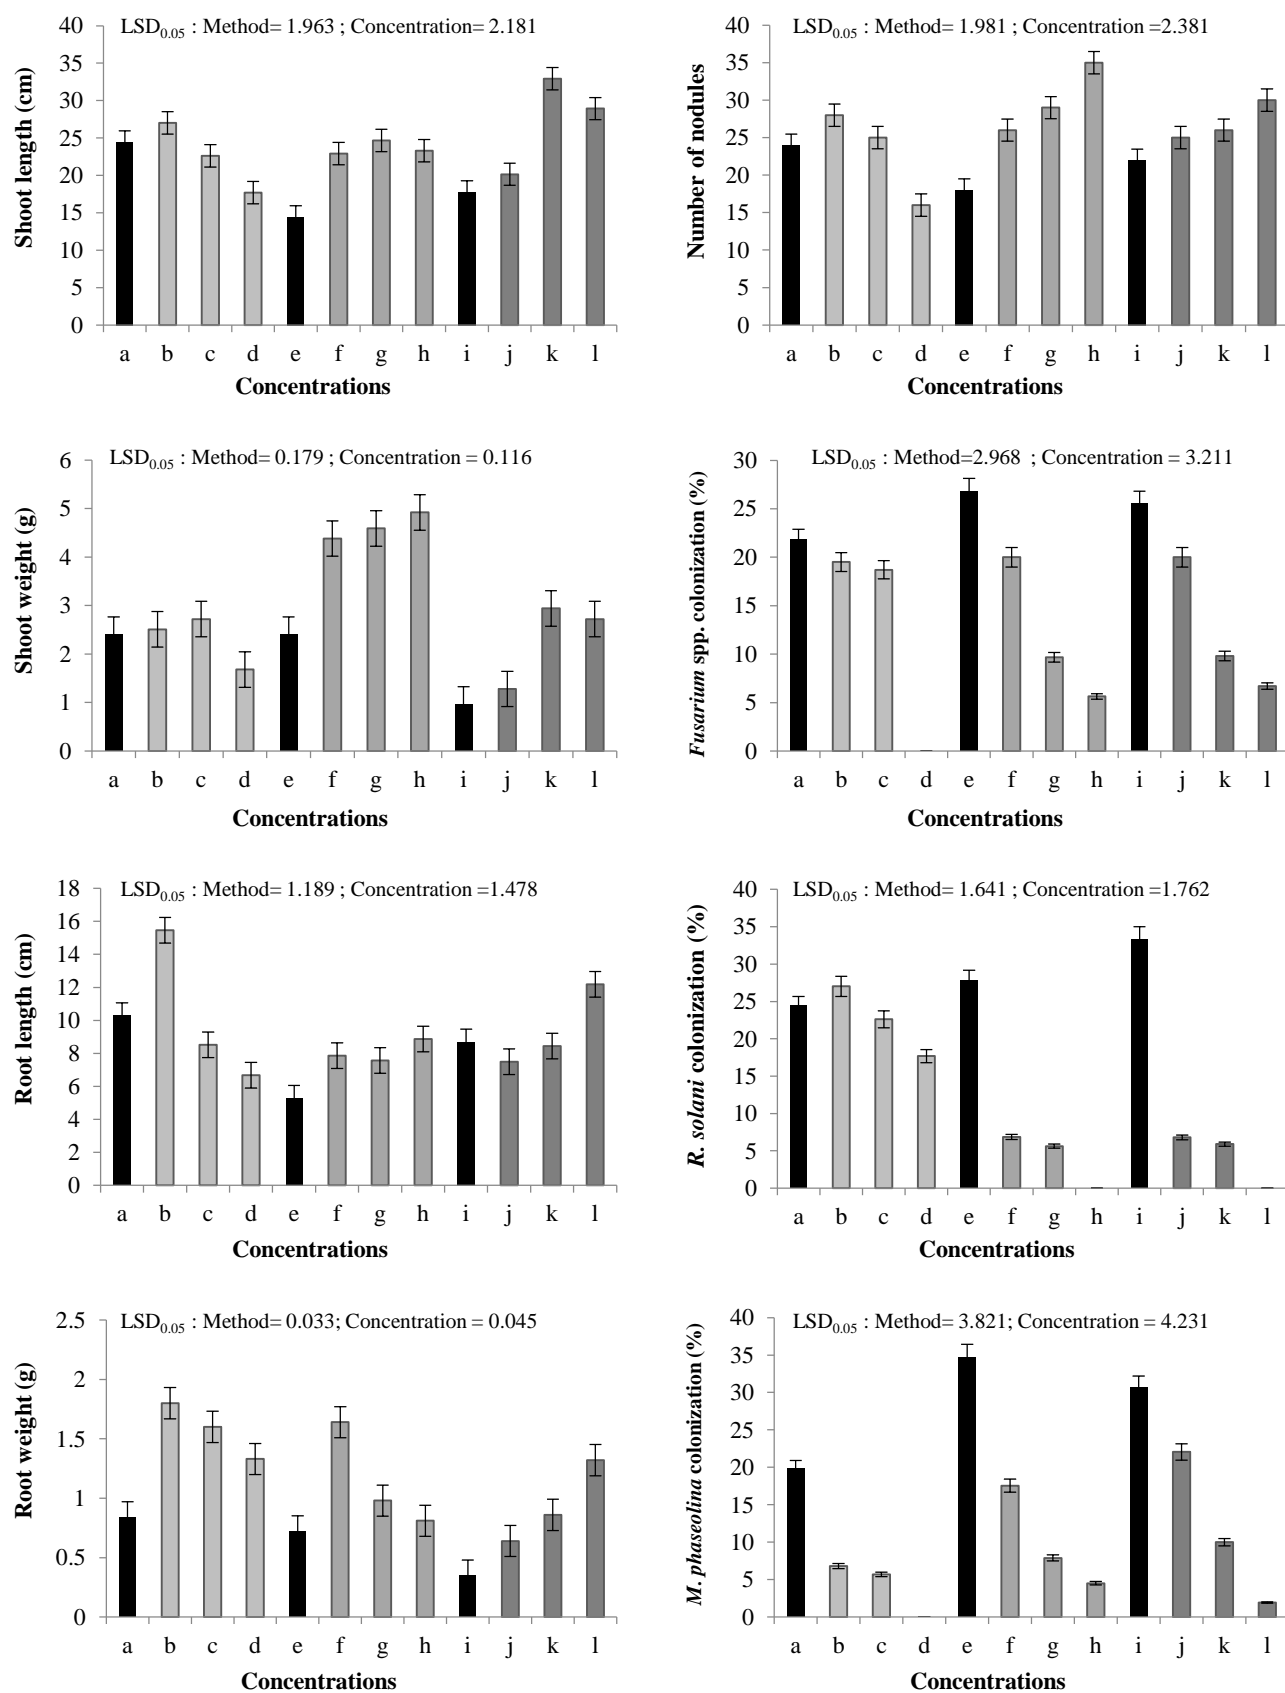 LSD0.05 : Method= 1.963 ; Concentration= 2.181
Shoot length (cm)
40
35
30
25
20
15
10
5
0
a b c d e f g h i j k l
Concentrations
LSD0.05 : Method= 1.981 ; Concentration =2.381
Number of nodules
40
35
30
25
20
15
10
5
0
a b c d e f g h i j k l
Concentrations
LSD0.05 : Method= 0.179 ; Concentration = 0.116
Shoot weight (g)
6
5
4
3
2
1
0
a b c d e f g h i j k l
Concentrations
LSD0.05 : Method=2.968 ; Concentration = 3.211
Fusarium spp. colonization (%)
30
25
20
15
10
5
0
a b c d e f g h i j k l
Concentrations
LSD0.05 : Method= 1.189 ; Concentration =1.478
Root length (cm)
18
16
14
12
10
8
6
4
2
0
a b c d e f g h i j k l
Concentrations
LSD0.05 : Method= 1.641 ; Concentration =1.762
R. solani colonization (%)
40
35
30
25
20
15
10
5
0
a b c d e f g h i j k l
Concentrations
LSD0.05 : Method= 0.033; Concentration = 0.045
Root weight (g)
2.5
2
1.5
1
0.5
0
a b c d e f g h i j k l
Concentrations
LSD0.05 : Method= 3.821; Concentration = 4.231
M. phaseolina colonization (%)
40
35
30
25
20
15
10
5
0
a b c d e f g h i j k l
Concentrations